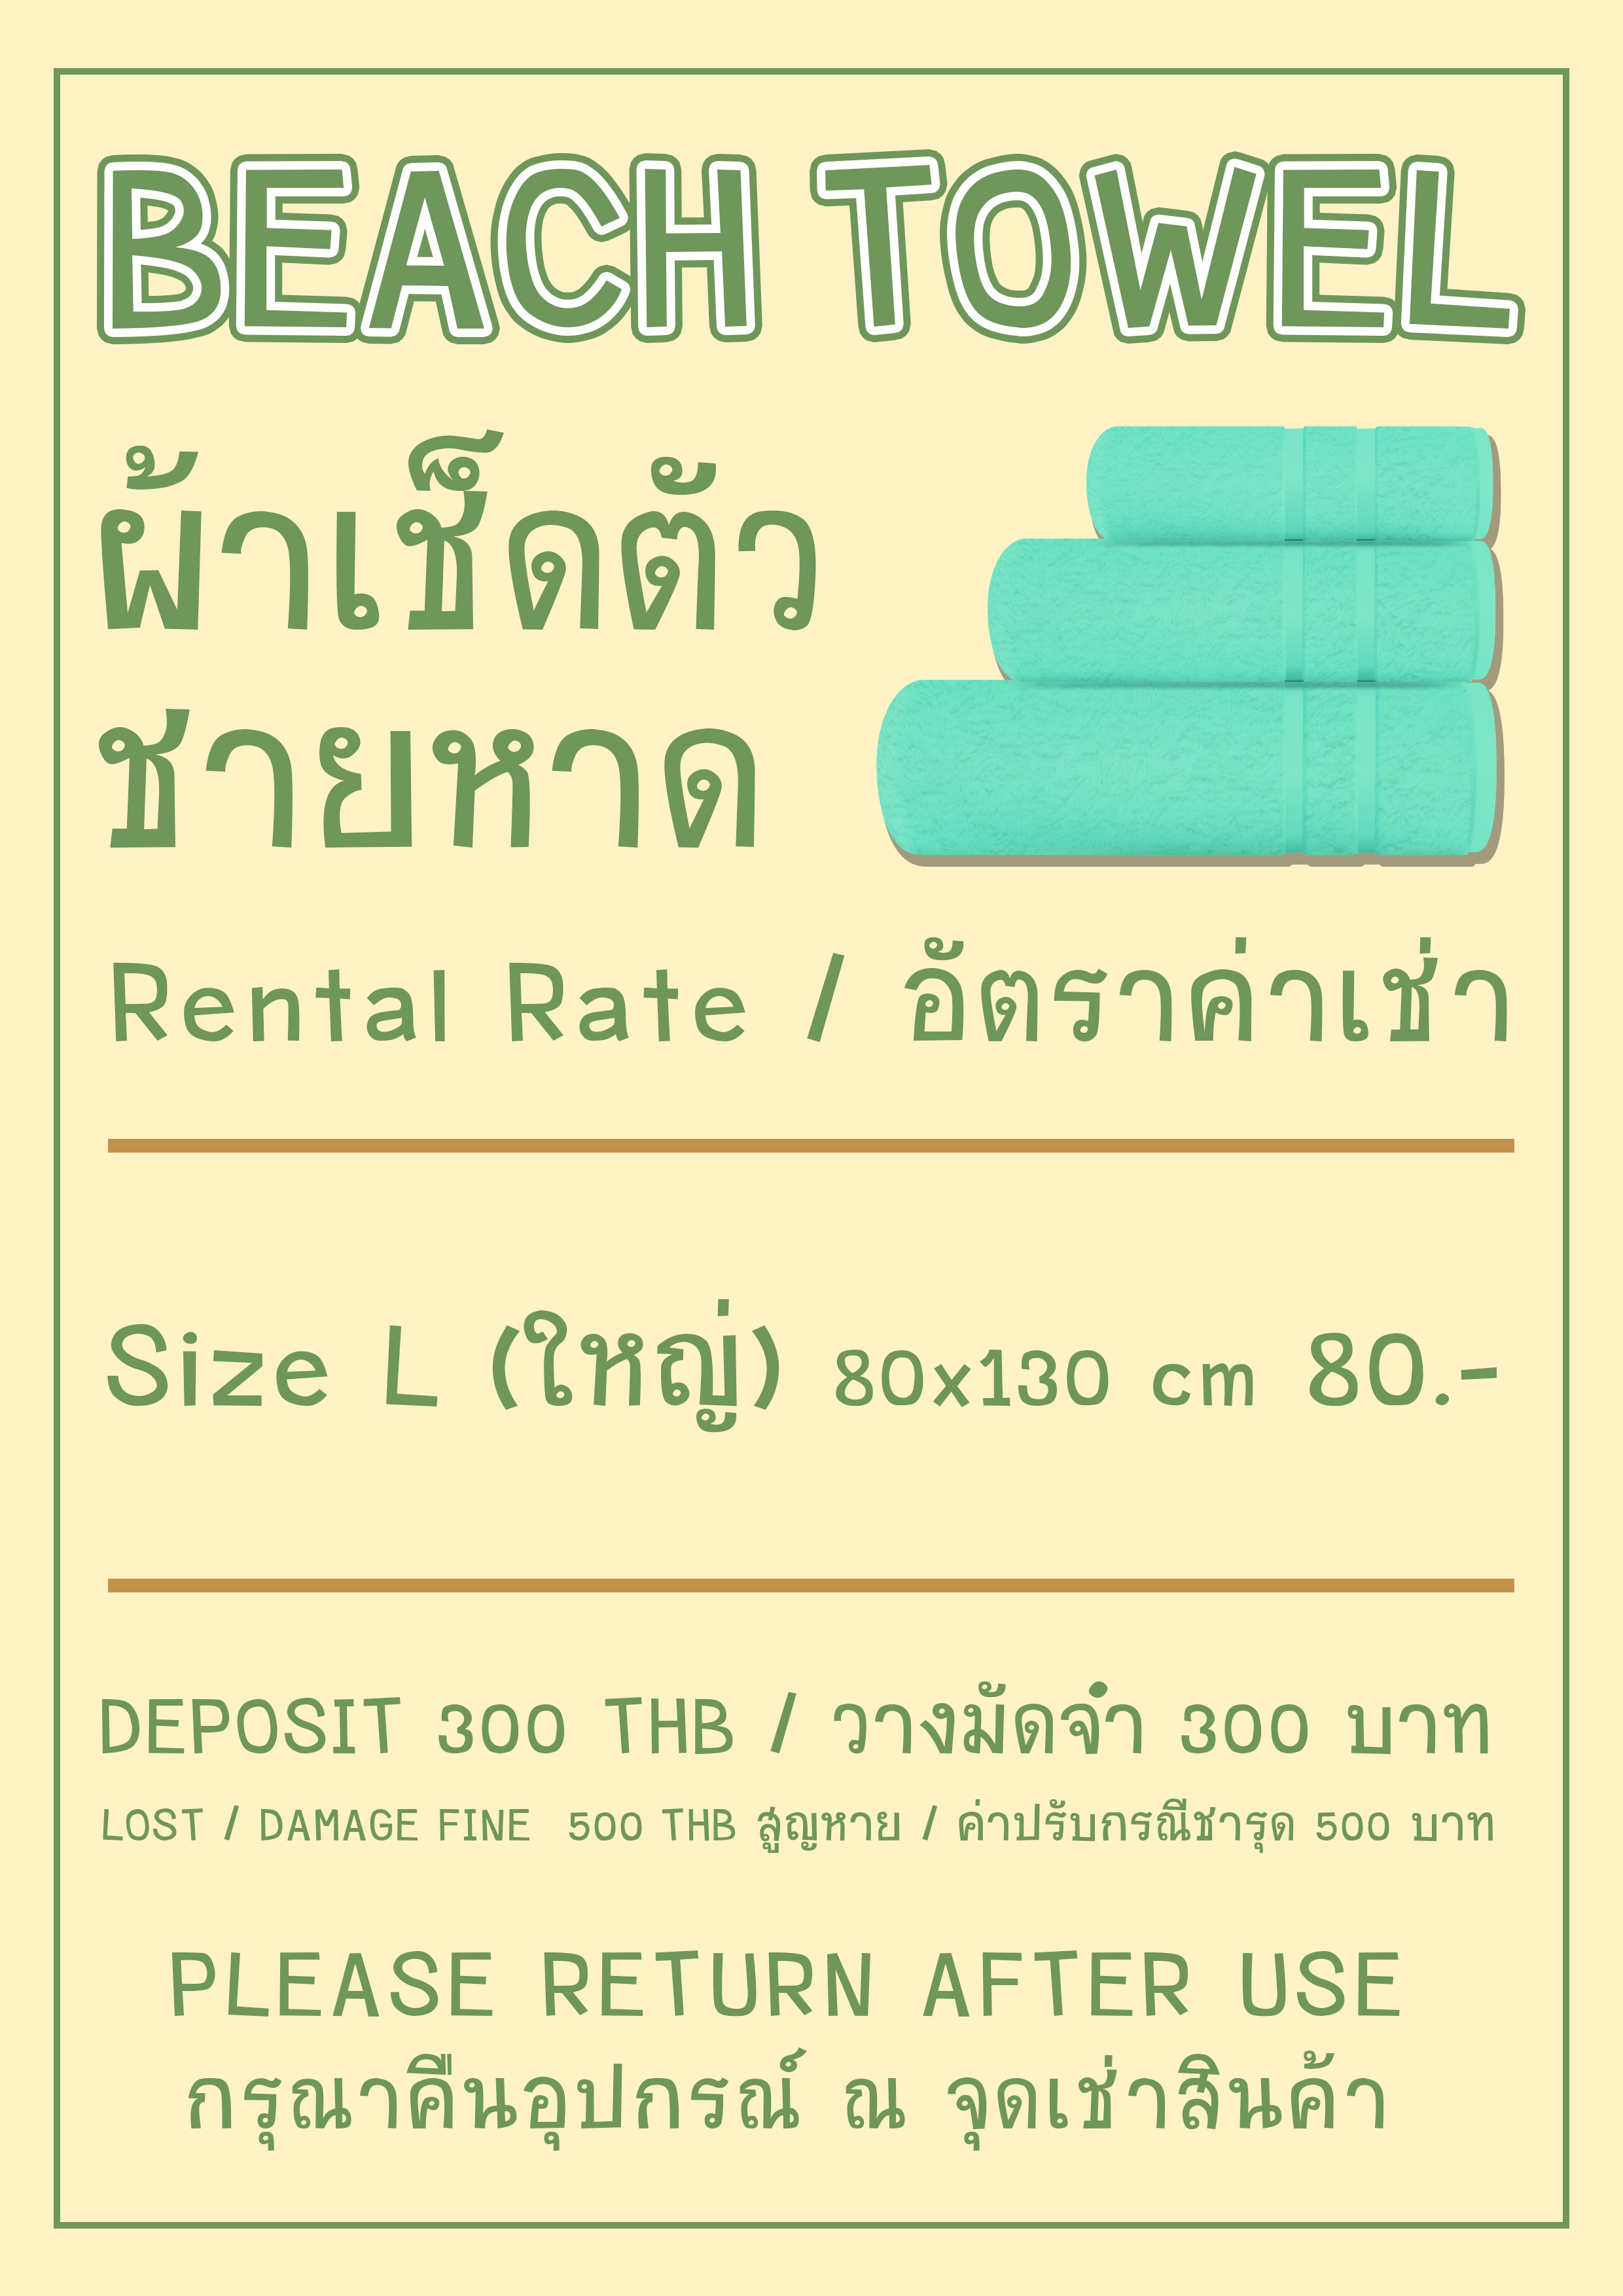 BEACH TOWEL
ผ้าเช็ดตัว
ชายหาด
Rental Rate / อัตราค่าเช่า
Size L (ใหญ่) 80x130 cm 80.-
DEPOSIT 300 THB / วางมัดจำ 300 บาท
LOST / DAMAGE FINE 500 THB สูญหาย / ค่าปรับกรณีชารุด 500 บาท
PLEASE RETURN AFTER USE
กรุณาคืนอุปกรณ์ ณ จุดเช่าสินค้า